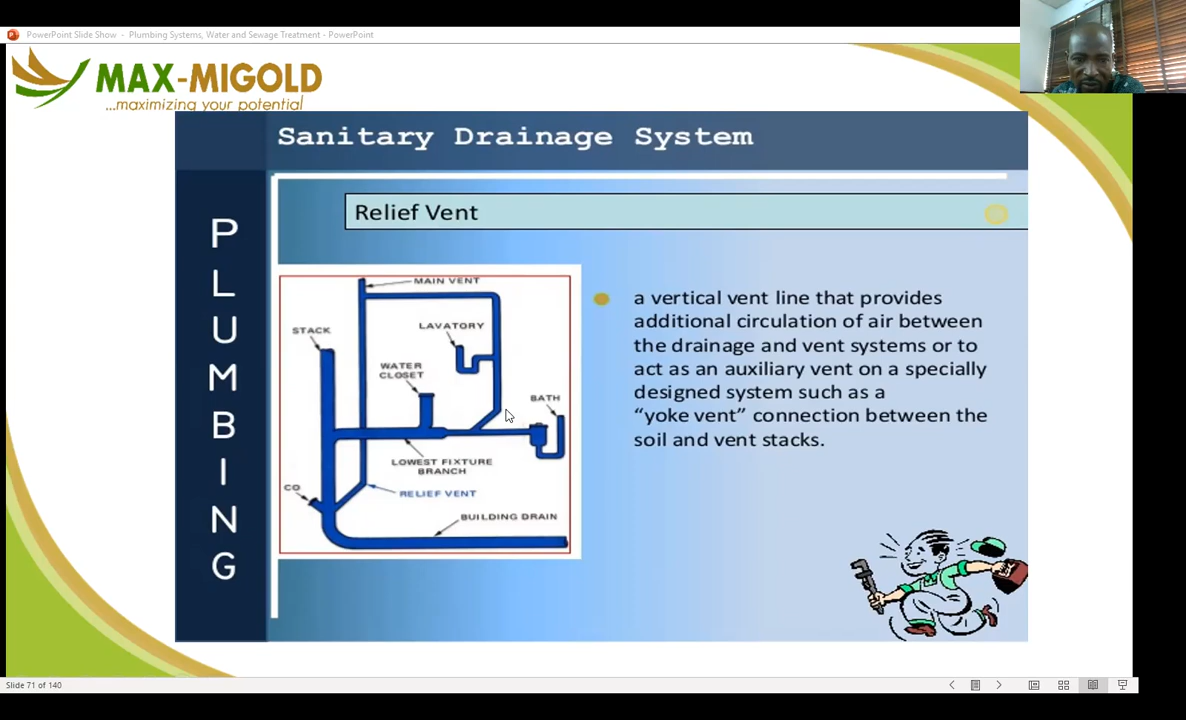 PowerPoint Slide Show - Plumbing Systems, Water and Sewage Treatment - PowerPoint
MAX-MIGOLD
...maximizing your potential
Sanitary Drainage System
PLUMBING
Relief Vent
MAIN VENT
STACK
LAVATORY
WATER
CLOSET
BATH
LOWEST FIXTURE
BRANCH
CO
RELIEF VENT
BUILDING DRAIN
a vertical vent line that provides
additional circulation of air between
the drainage and vent systems or to
act as an auxiliary vent on a specially
designed system such as a
“yoke vent” connection between the
soil and vent stacks.
Slide 71 of 140